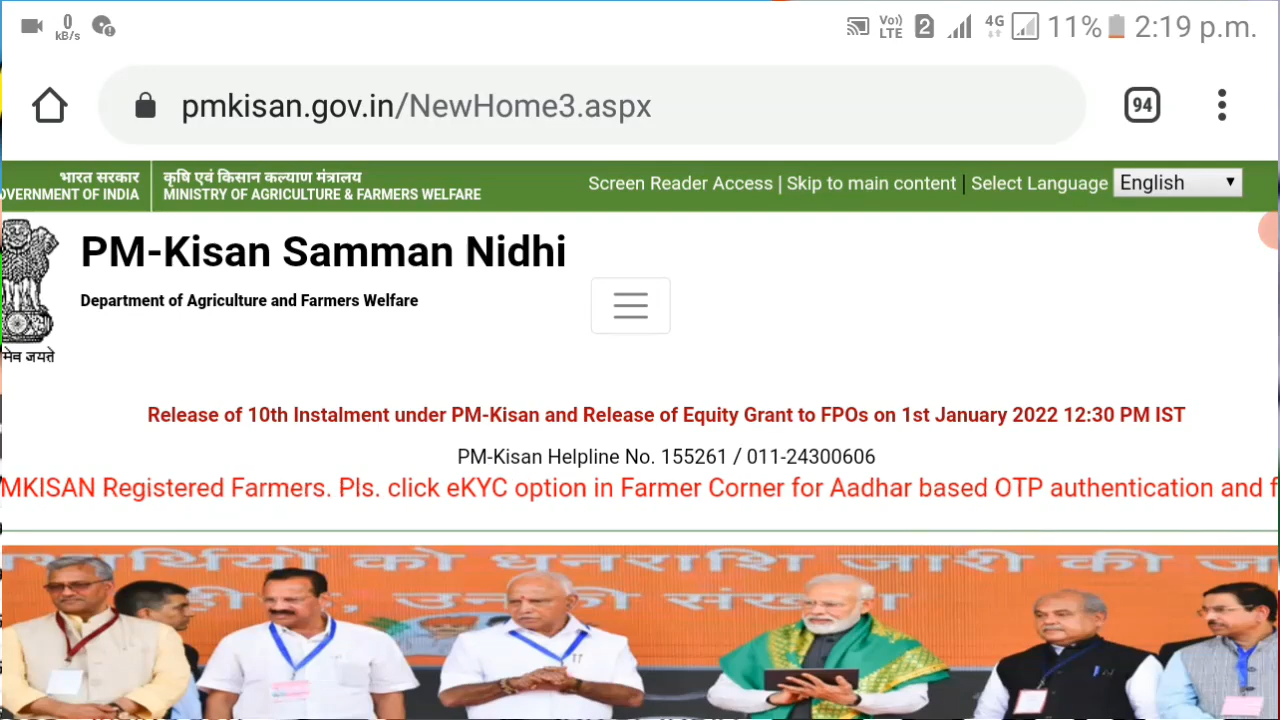 0
kB/s
Vo))
LTE
2
4G
11%
2:19 p.m.
pmkisan.gov.in/NewHome3.aspx
94
भारत सरकार
OVERNMENT OF INDIA
कृषि एवं किसान कल्याण मंत्रालय
MINISTRY OF AGRICULTURE & FARMERS WELFARE
Screen Reader Access | Skip to main content | Select Language English
PM-Kisan Samman Nidhi
Department of Agriculture and Farmers Welfare
मेव जयते
Release of 10th Instalment under PM-Kisan and Release of Equity Grant to FPOs on 1st January 2022 12:30 PM IST
PM-Kisan Helpline No. 155261 / 011-24300606
MKISAN Registered Farmers. Pls. click eKYC option in Farmer Corner for Aadhar based OTP authentication and f
को धनराशि जारी की ज
उनकी संख्या